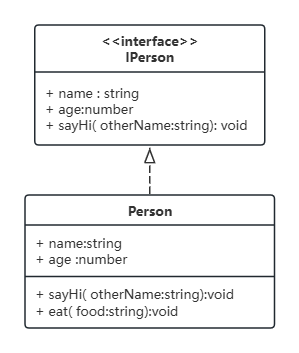 <<interface>>
IPerson
+ name : string
+ age:number
+ sayHi( otherName:string): void
Person
+ name:string
+ age :number
+ sayHi( otherName:string):void
+ eat( food:string):void